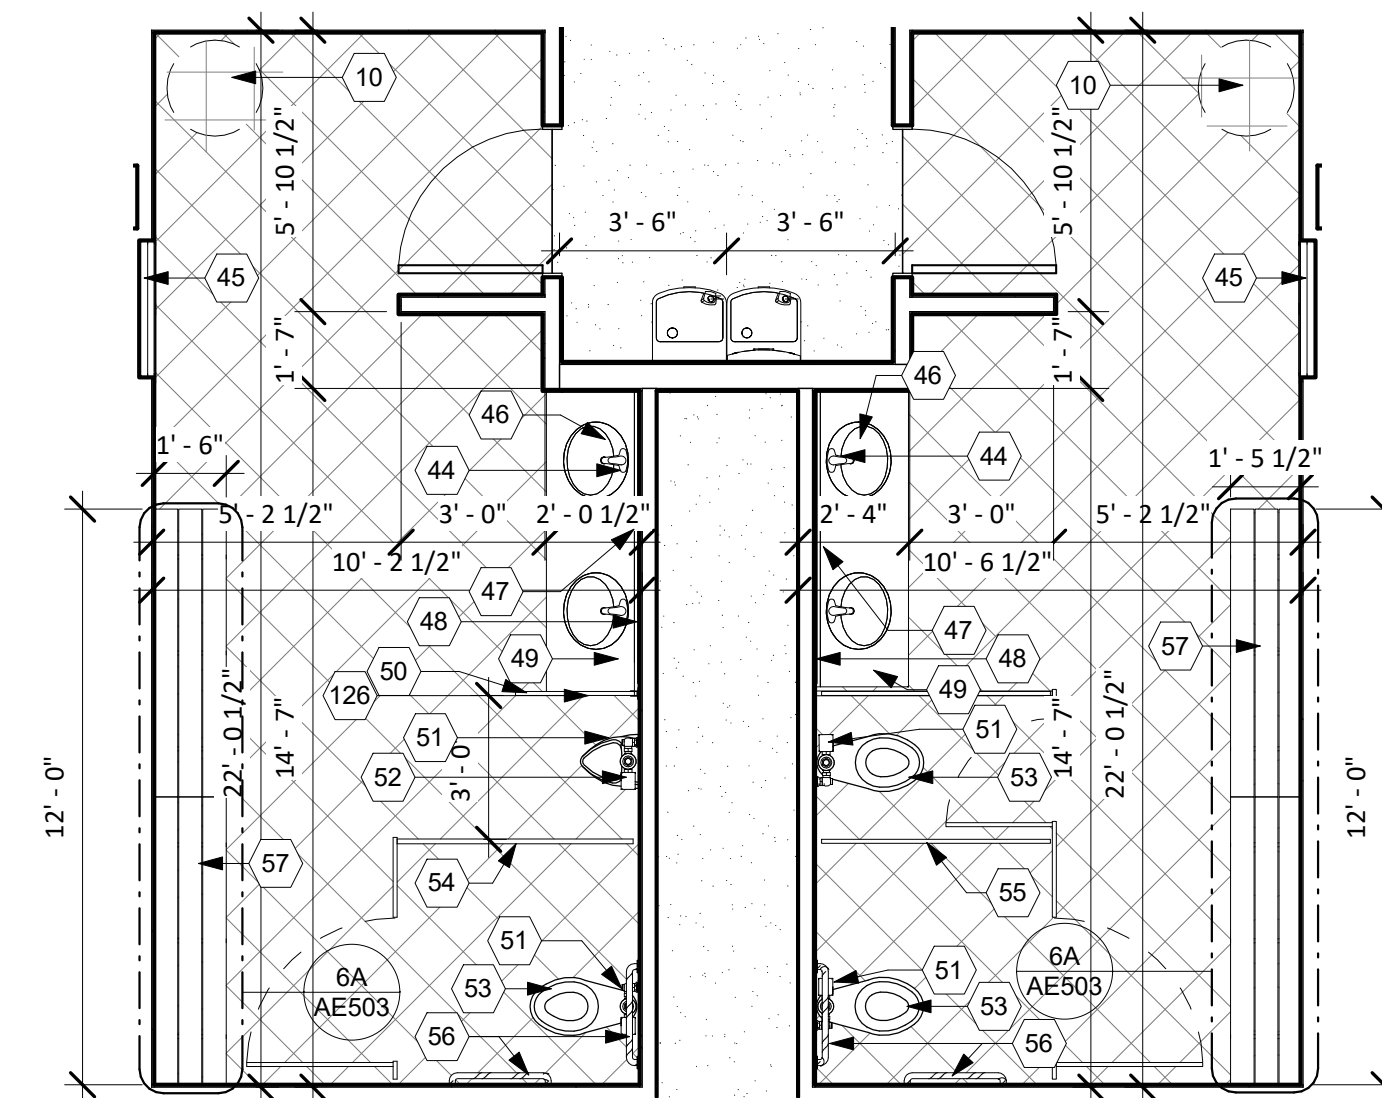 10
10
5' - 10 1/2"
5' - 10 1/2"
3' - 6"
3' - 6"
45
45
1' - 7"
1' - 7"
46
46
44
44
1' - 6"
1' - 5 1/2"
5' - 2 1/2"
3' - 0"
2' - 0 1/2"
2' - 4"
3' - 0"
5' - 2 1/2"
10' - 2 1/2"
10' - 6 1/2"
47
47
48
48
57
49
49
50
126
51
51
52
53
22' - 0 1/2"
14' - 7"
3' - 0"
14' - 7"
22' - 0 1/2"
12' - 0"
12' - 0"
57
54
55
51
51
53
53
6A
AE503
6A
AE503
56
56